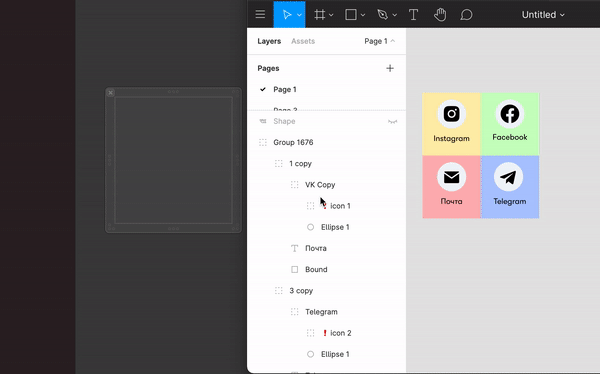 Untitled
Layers Assets Page 1
Pages
Page 1
Page 2
Shape
Group 1676
1 copy
VK Copy
icon 1
Ellipse 1
Почта
Bound
3 copy
Telegram
icon 2
Ellipse 1
Instagram
Facebook
Почта
Telegram